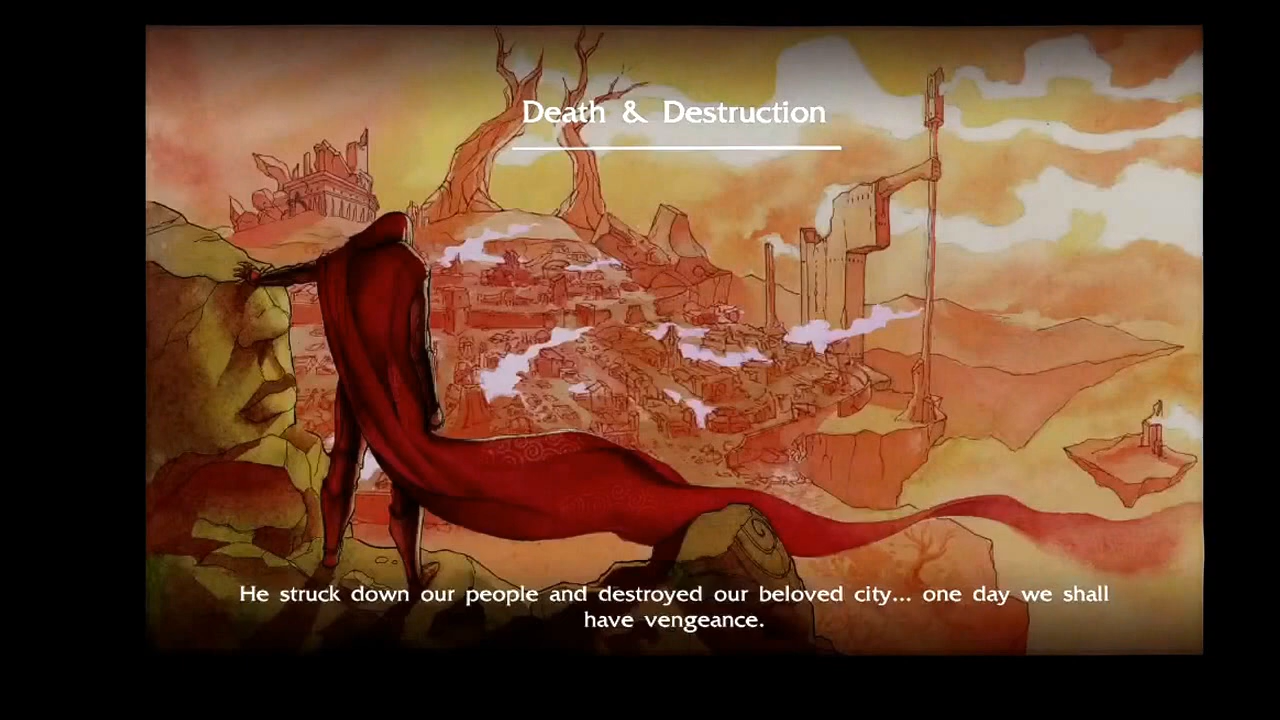 Death & Destruction
He struck down our people and destroyed our beloved city... one day we shall
have vengeance.